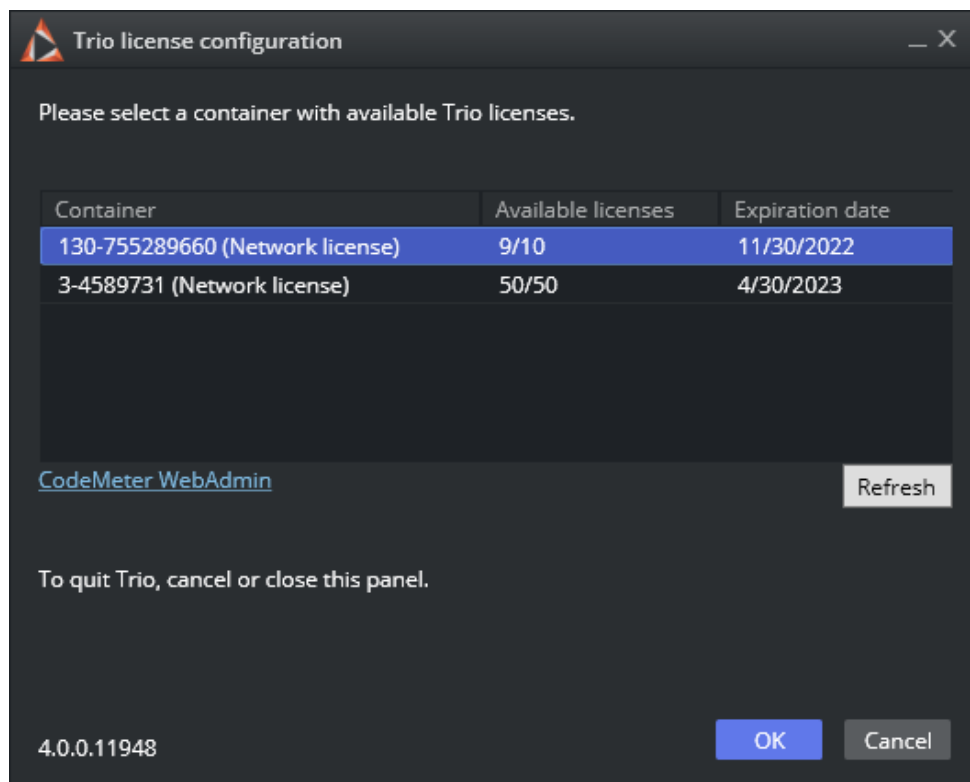 Trio license configuration
Please select a container with available Trio licenses.
Container Available licenses Expiration date
130-755289660 (Network license) 9/10 11/30/2022
3-4589731 (Network license) 50/50 4/30/2023
CodeMeter WebAdmin
Refresh
To quit Trio, cancel or close this panel.
4.0.0.11948 OK Cancel